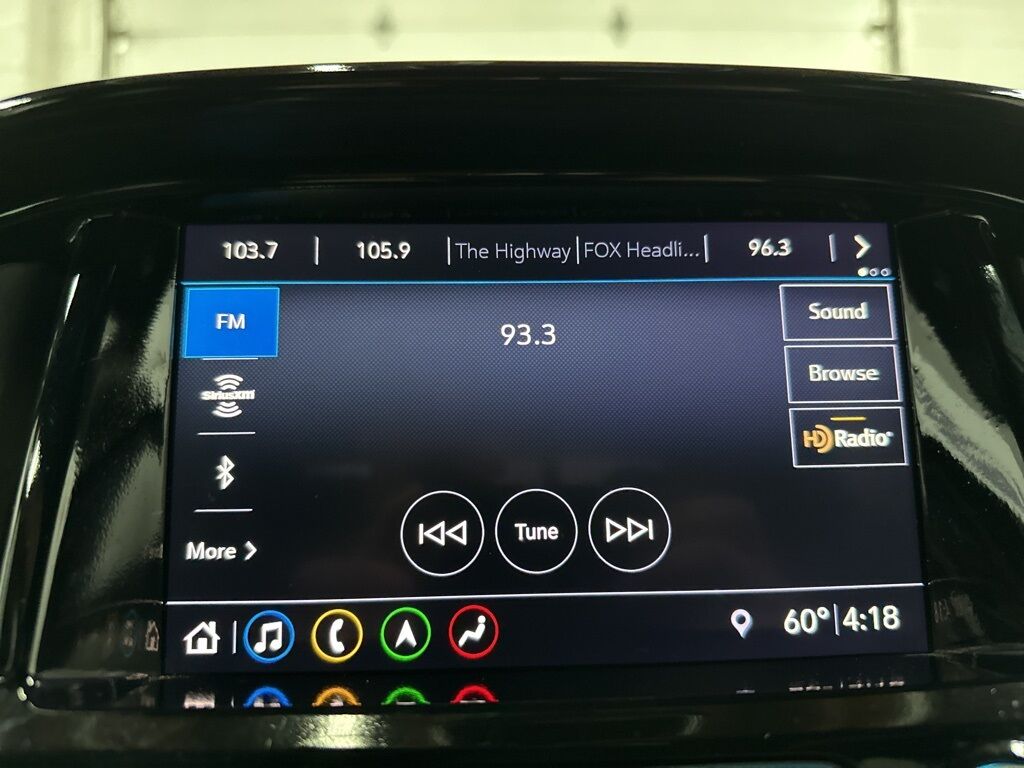 103.7 | 105.9 | The Highway | FOX Headli... | 96.3
FM
93.3
Sound
SiriusXM
Browse
HD Radio
Tune
More
60° | 4:18